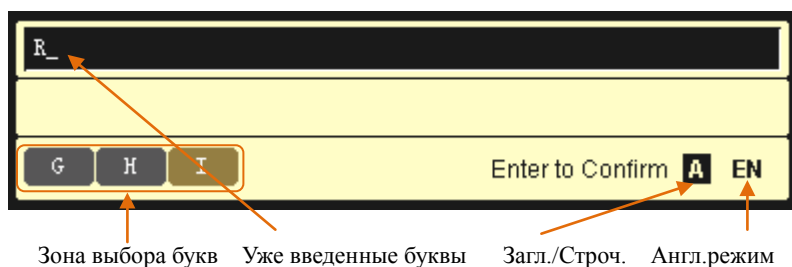 R_
G H I Enter to Confirm A EN
Зона выбора букв Уже введенные буквы Загл./Строч. Англ.режим